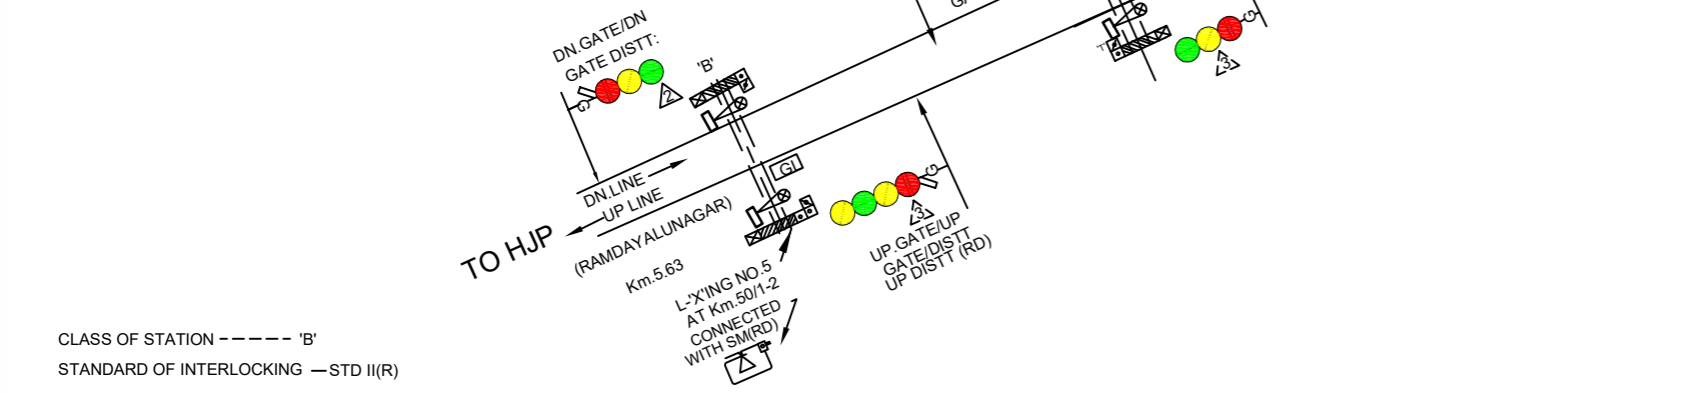 DN.GATE/DN
GATE DISTT:
G
2
'B'
GA
G
3
DN.LINE
UP LINE
GL
G
3
TO HJP
(RAMDAYALUNAGAR)
Km.5.63
L-'X'ING NO.5
AT Km.50/1-2
CONNECTED
WITH SM(RD)
UP.GATE/UP
GATE/DISTT
UP DISTT (RD)
CLASS OF STATION ----- 'B'
STANDARD OF INTERLOCKING — STD II(R)